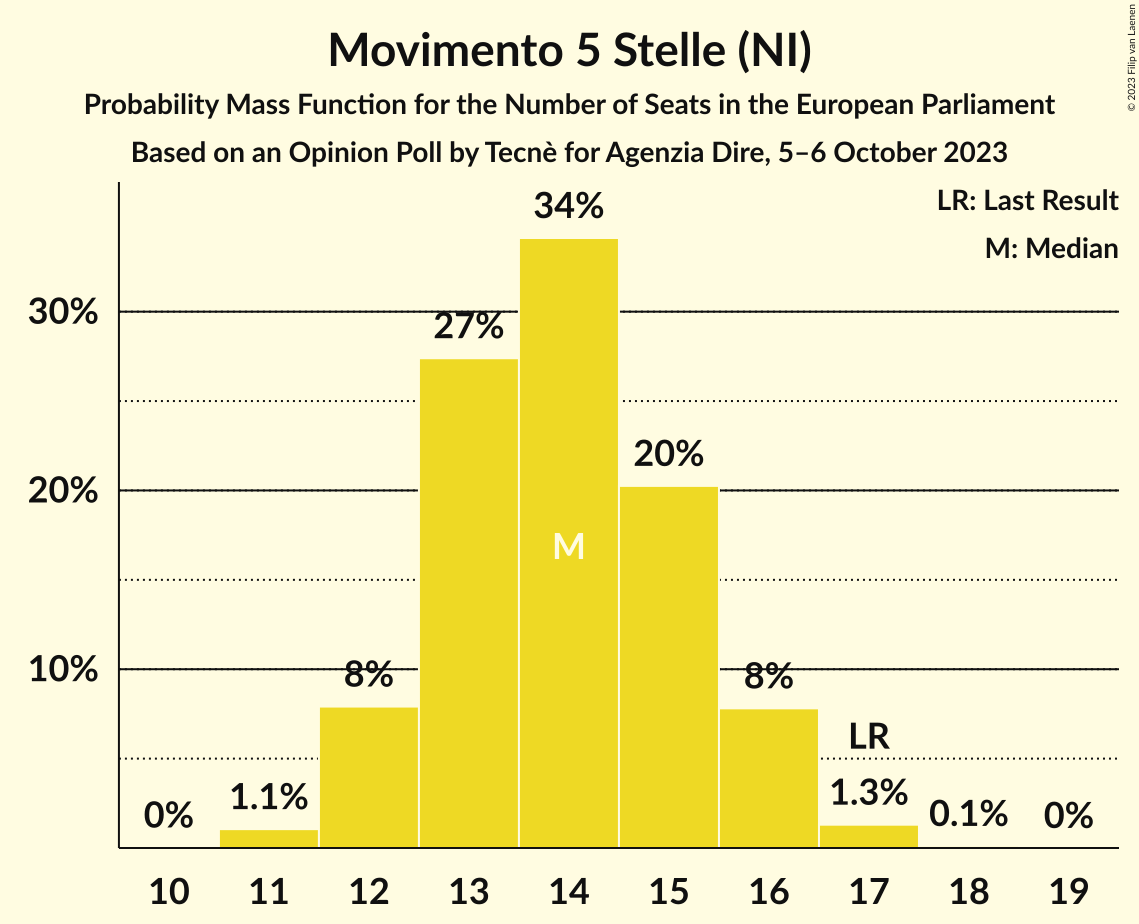 Movimento 5 Stelle (NI)
Probability Mass Function for the Number of Seats in the European Parliament
Based on an Opinion Poll by Tecnè for Agenzia Dire, 5–6 October 2023
© 2023 Filip van Laenen
LR: Last Result
M: Median
34%
30%
27%
20%
20%
M
10%
8%
8%
LR
0%
1.1%
1.3%
0.1%
0%
10 11 12 13 14 15 16 17 18 19